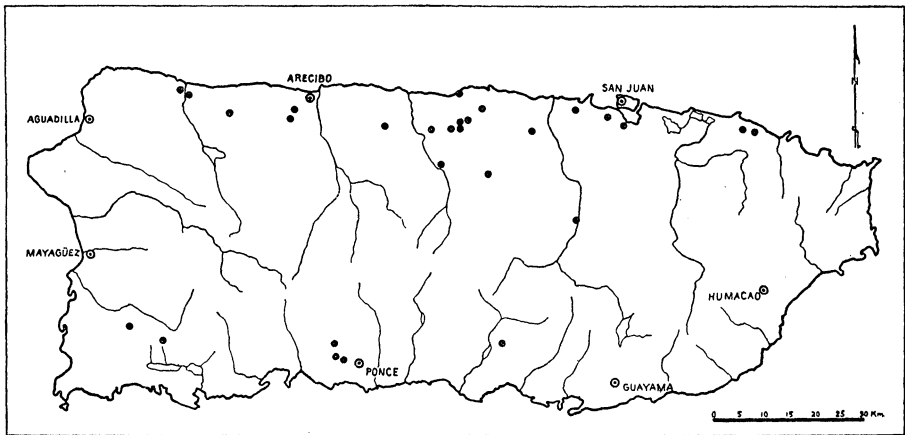 ARECIBO
SAN JUAN
N
AGUADILLA
MAYAGÜEZ
HUMACAO
PONCE
GUAYAMA
0 5 10 15 20 25 30 Km.